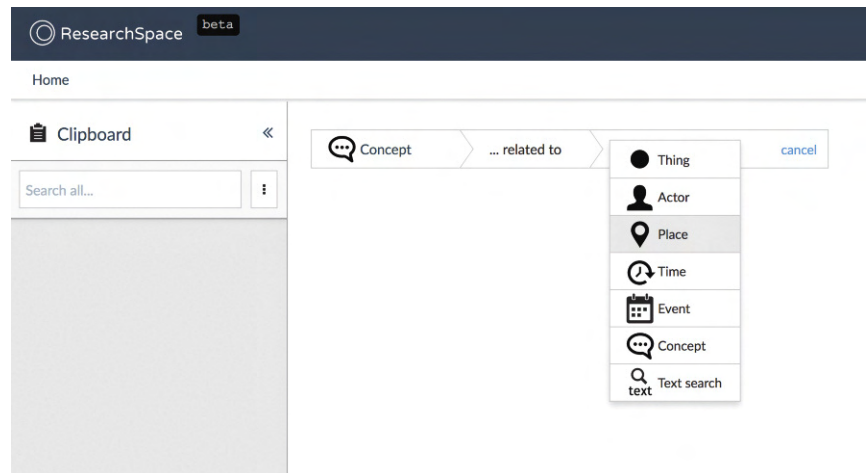 ResearchSpace beta
Home
Clipboard «
Search all...
Concept ... related to cancel
Thing
Actor
Place
Time
Event
Concept
text Text search